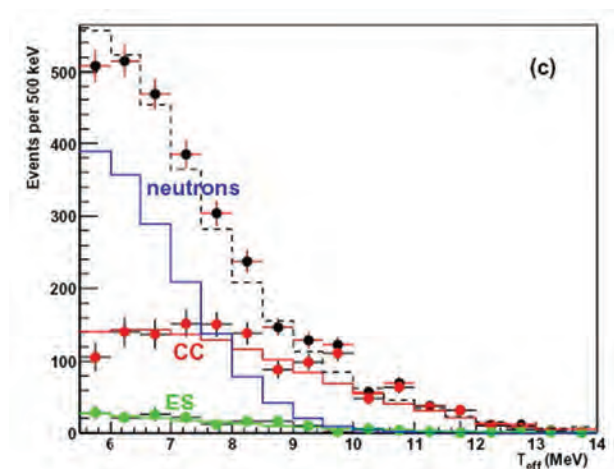 (c)
Events per 500 keV
500
400
300
200
100
0
neutrons
CC
ES
6 7 8 9 10 11 12 13 14
T_eff (MeV)